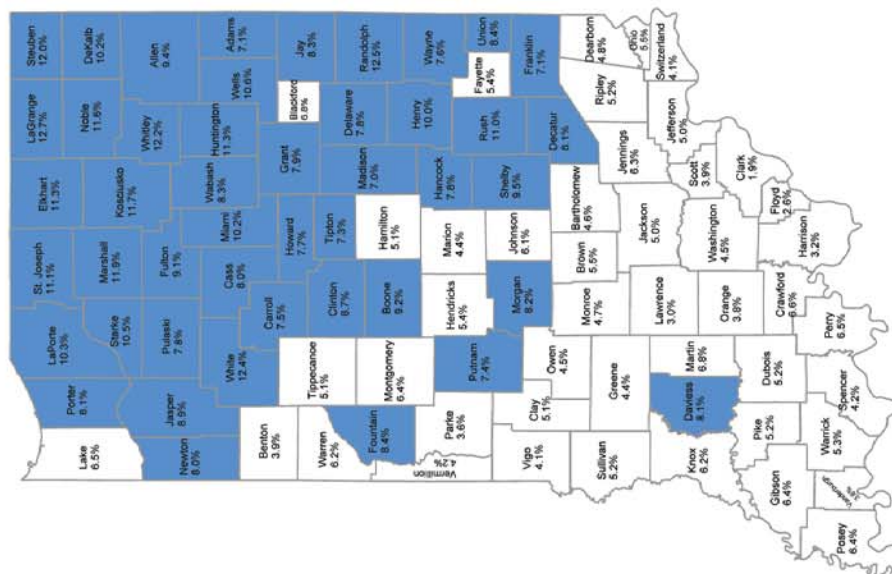 Lake
6.5%
Porter
8.1%
LaPorte
10.3%
St. Joseph
11.1%
Elkhart
11.3%
LaGrange
12.7%
Steuben
12.0%
Starke
10.5%
Marshall
11.9%
Kosciusko
11.7%
Noble
11.6%
DeKalb
10.2%
Newton
8.0%
Jasper
8.9%
Pulaski
7.8%
Fulton
9.1%
Whitley
12.2%
Allen
9.4%
Benton
3.9%
White
12.4%
Cass
8.0%
Miami
10.2%
Wabash
8.3%
Huntington
11.3%
Wells
10.6%
Adams
7.1%
Carroll
7.5%
Warren
6.2%
Tippecanoe
5.1%
Clinton
8.7%
Howard
7.7%
Tipton
7.3%
Grant
7.9%
Blackford
6.8%
Jay
8.3%
Fountain
8.4%
Montgomery
6.4%
Boone
9.2%
Hamilton
5.1%
Madison
7.0%
Delaware
7.8%
Randolph
12.5%
Vermillion
4.2%
Parke
3.6%
Putnam
7.4%
Hendricks
5.4%
Marion
4.4%
Hancock
7.8%
Henry
10.0%
Wayne
7.6%
Vigo
4.1%
Clay
5.1%
Owen
4.5%
Morgan
8.2%
Johnson
6.1%
Shelby
9.5%
Rush
11.0%
Fayette
5.4%
Union
8.4%
Sullivan
5.2%
Greene
4.4%
Monroe
4.7%
Brown
5.5%
Bartholomew
4.6%
Decatur
8.1%
Franklin
7.1%
Knox
6.2%
Daviess
8.1%
Martin
6.8%
Lawrence
3.0%
Jackson
5.0%
Jennings
6.3%
Ripley
5.2%
Dearborn
4.8%
Ohio
5.5%
Switzerland
4.1%
Jefferson
5.0%
Gibson
6.4%
Pike
5.2%
Dubois
5.2%
Orange
3.8%
Washington
4.5%
Scott
3.9%
Clark
1.9%
Posey
6.4%
Vanderburgh
3.6%
Warrick
5.3%
Spencer
4.2%
Perry
6.5%
Crawford
6.6%
Harrison
3.2%
Floyd
2.6%